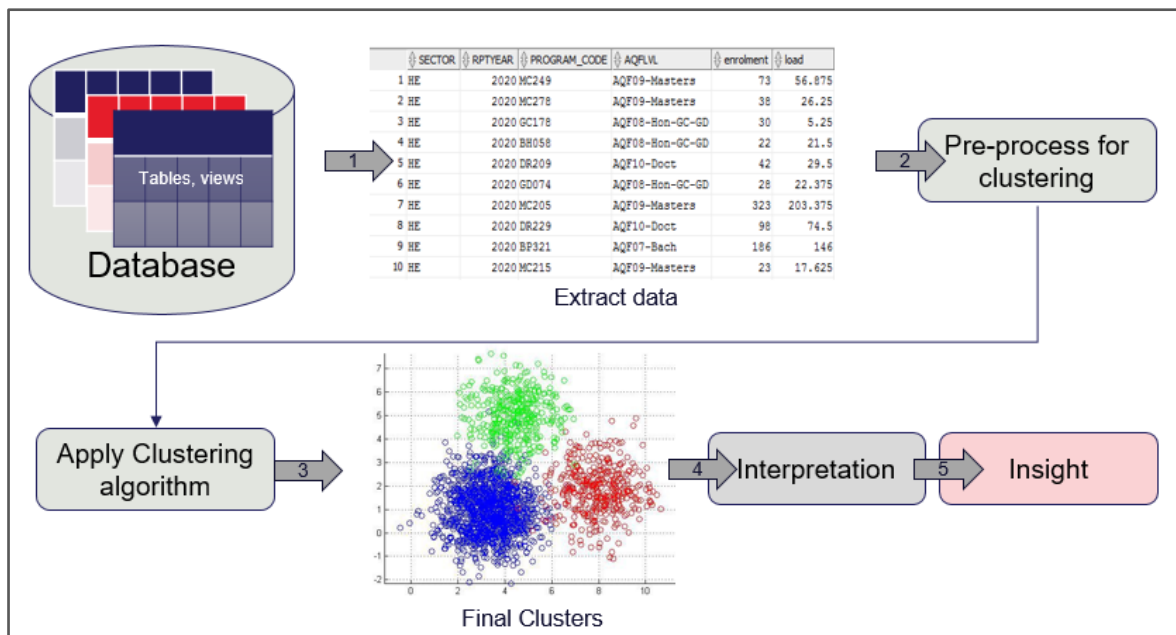 Tables, views
Database
1
SECTOR RPTYEAR PROGRAM_CODE AQFLVL enrolment load
1 HE 2020 MC249 AQF09-Masters 73 56.875
2 HE 2020 MC278 AQF09-Masters 38 26.25
3 HE 2020 GC178 AQF08-Hon-GC-GD 30 5.25
4 HE 2020 BH058 AQF08-Hon-GC-GD 22 21.5
5 HE 2020 DR209 AQF10-Doct 42 29.5
6 HE 2020 GD074 AQF08-Hon-GC-GD 28 22.375
7 HE 2020 MC205 AQF09-Masters 323 203.375
8 HE 2020 DR229 AQF10-Doct 98 74.5
9 HE 2020 BP321 AQF07-Bach 186 146
10 HE 2020 MC215 AQF09-Masters 23 17.625
Extract data
2
Pre-process for
clustering
Apply Clustering
algorithm
3
7
6
5
4
3
2
1
0
-1
-2
0 2 4 6 8 10
Final Clusters
4
Interpretation
5
Insight